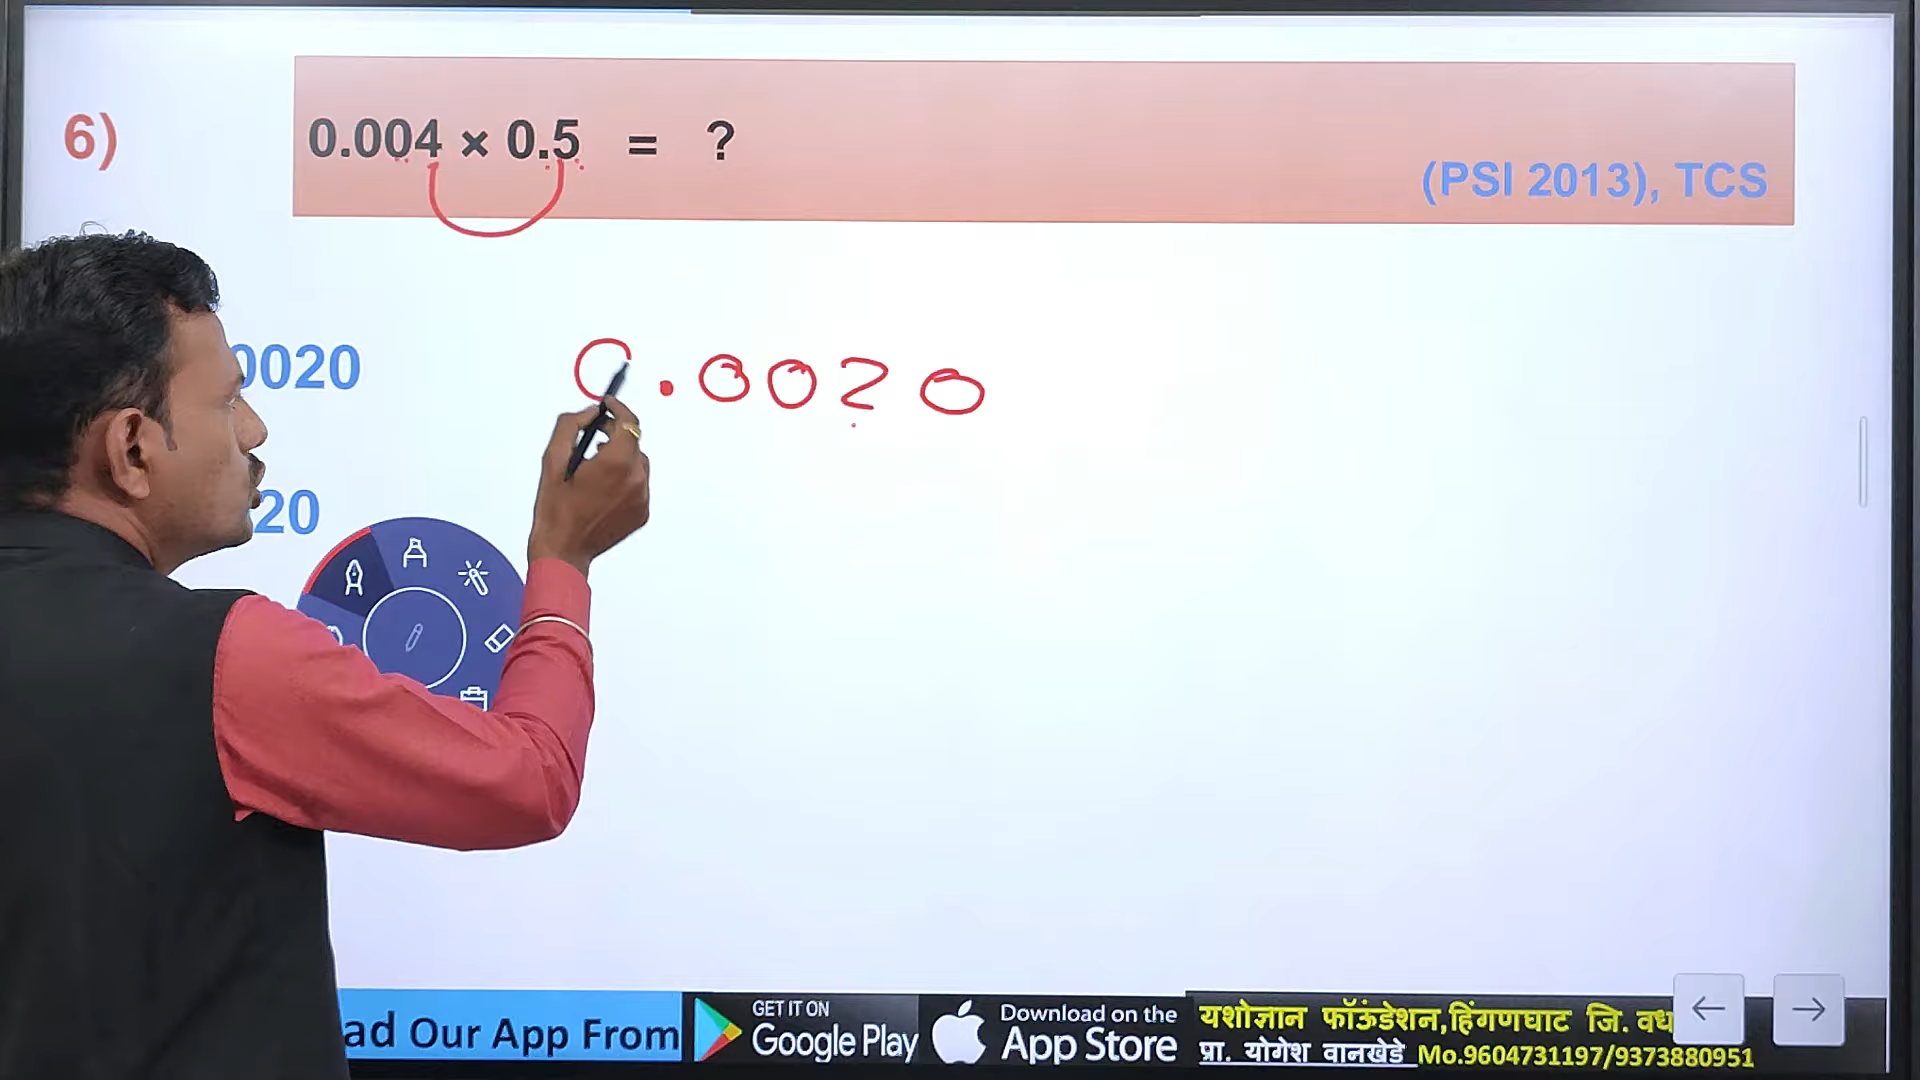 6)
0.004 × 0.5 = ?
(PSI 2013), TCS
0020
0.0020
20
ad Our App From
GET IT ON
Google Play
Download on the
App Store
यशोज्ञान फॉऊंडेशन,हिंगणघाट जि. वध
प्रा. योगेश वानखेडे Mo.9604731197/9373880951